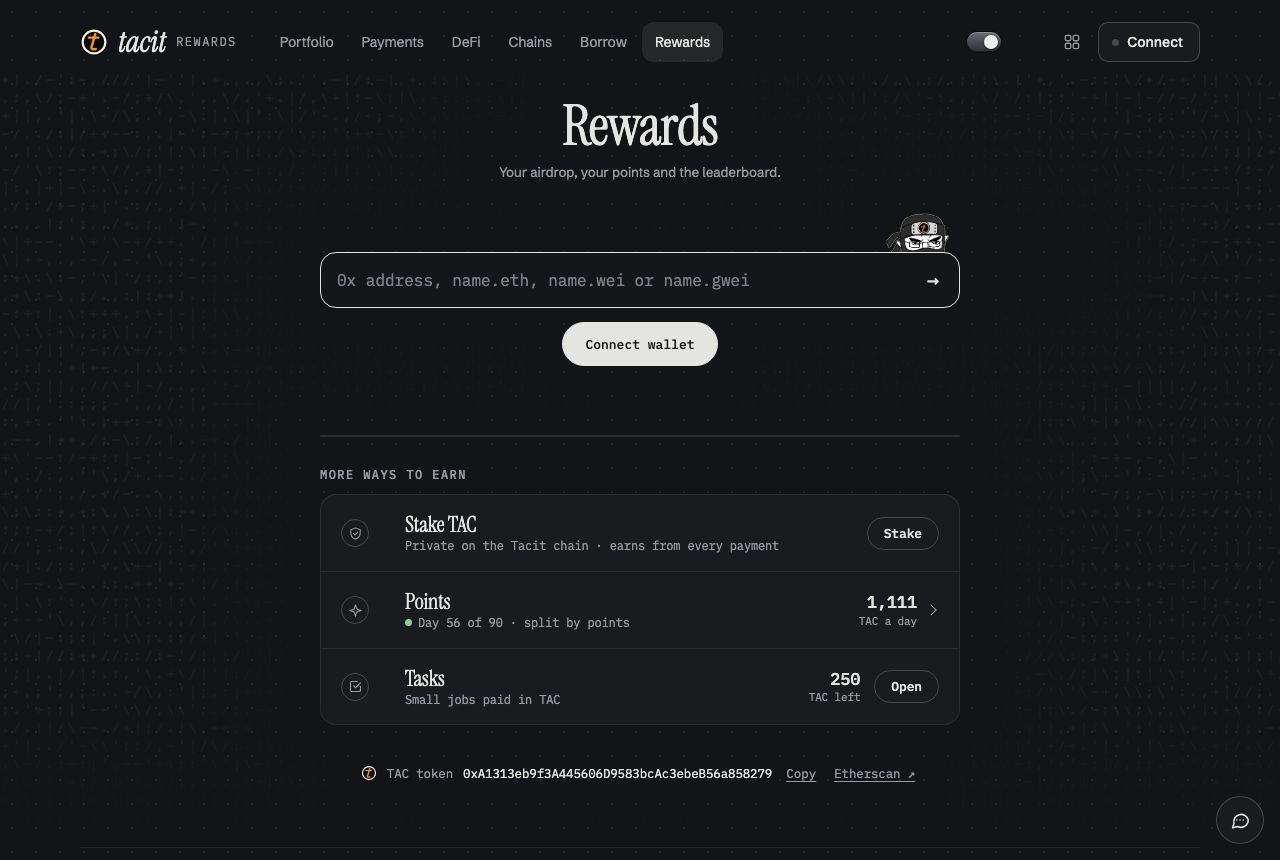 tacit REWARDS Portfolio Payments DeFi Chains Borrow Rewards Connect
Rewards
Your airdrop, your points and the leaderboard.
0x address, name.eth, name.wei or name.gwei →
Connect wallet
MORE WAYS TO EARN
Stake TAC
Private on the Tacit chain · earns from every payment
Stake
Points
Day 56 of 90 · split by points
1,111
TAC a day
Tasks
Small jobs paid in TAC
250
TAC left
Open
TAC token 0xA1313eb9f3A445606D9583bcAc3ebeB56a858279 Copy Etherscan ↗